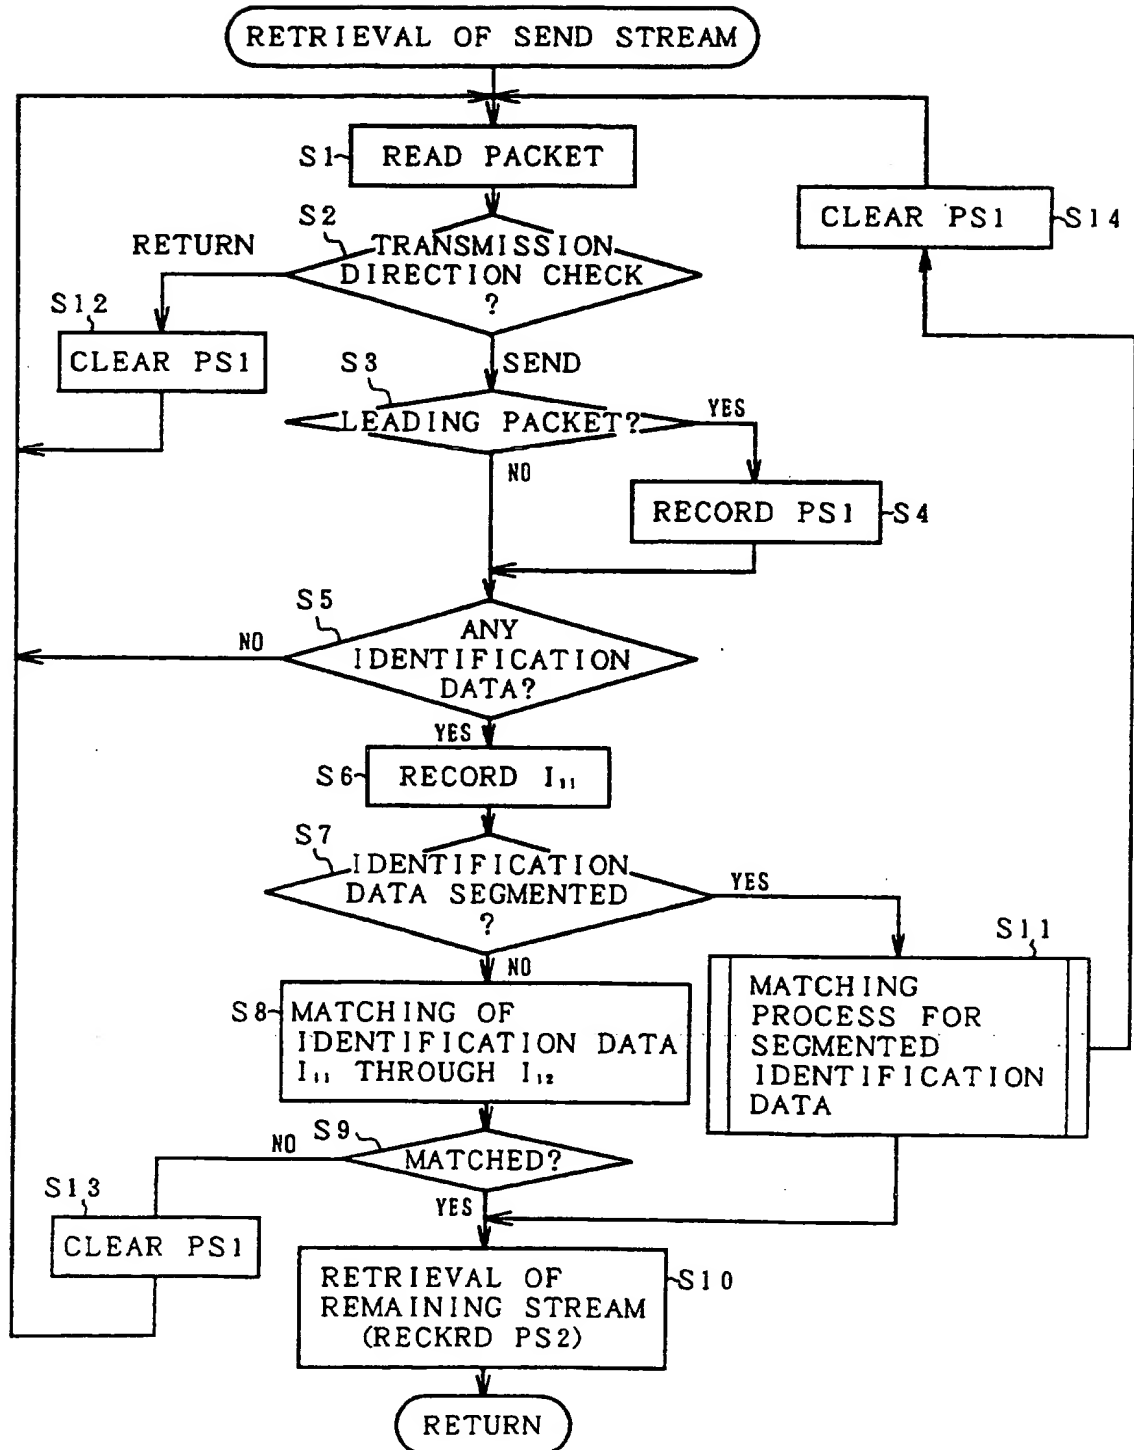 RETRIEVAL OF SEND STREAM
S1
READ PACKET
S2
TRANSMISSION
DIRECTION CHECK
?
RETURN
CLEAR PS1
S14
S12
CLEAR PS1
SEND
S3
LEADING PACKET?
YES
NO
RECORD PS1
S4
S5
ANY
IDENTIFICATION
DATA?
NO
YES
S6
RECORD I₁₁
S7
IDENTIFICATION
DATA SEGMENTED
?
YES
NO
S11
MATCHING
PROCESS FOR
SEGMENTED
IDENTIFICATION
DATA
S8
MATCHING OF
IDENTIFICATION DATA
I₁₁ THROUGH I₁₂
S9
MATCHED?
NO
YES
S13
CLEAR PS1
RETRIEVAL OF
REMAINING STREAM
(RECKRD PS2)
S10
RETURN